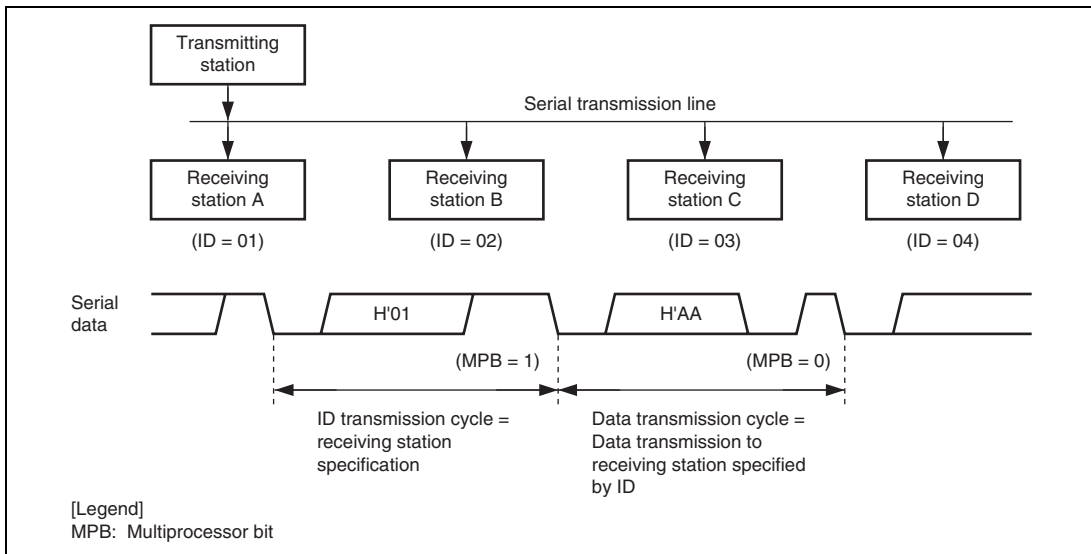 Transmitting
station
Serial transmission line
Receiving
station A
Receiving
station B
Receiving
station C
Receiving
station D
(ID = 01)
(ID = 02)
(ID = 03)
(ID = 04)
Serial
data
H'01
H'AA
(MPB = 1)
(MPB = 0)
ID transmission cycle =
receiving station
specification
Data transmission cycle =
Data transmission to
receiving station specified
by ID
[Legend]
MPB: Multiprocessor bit